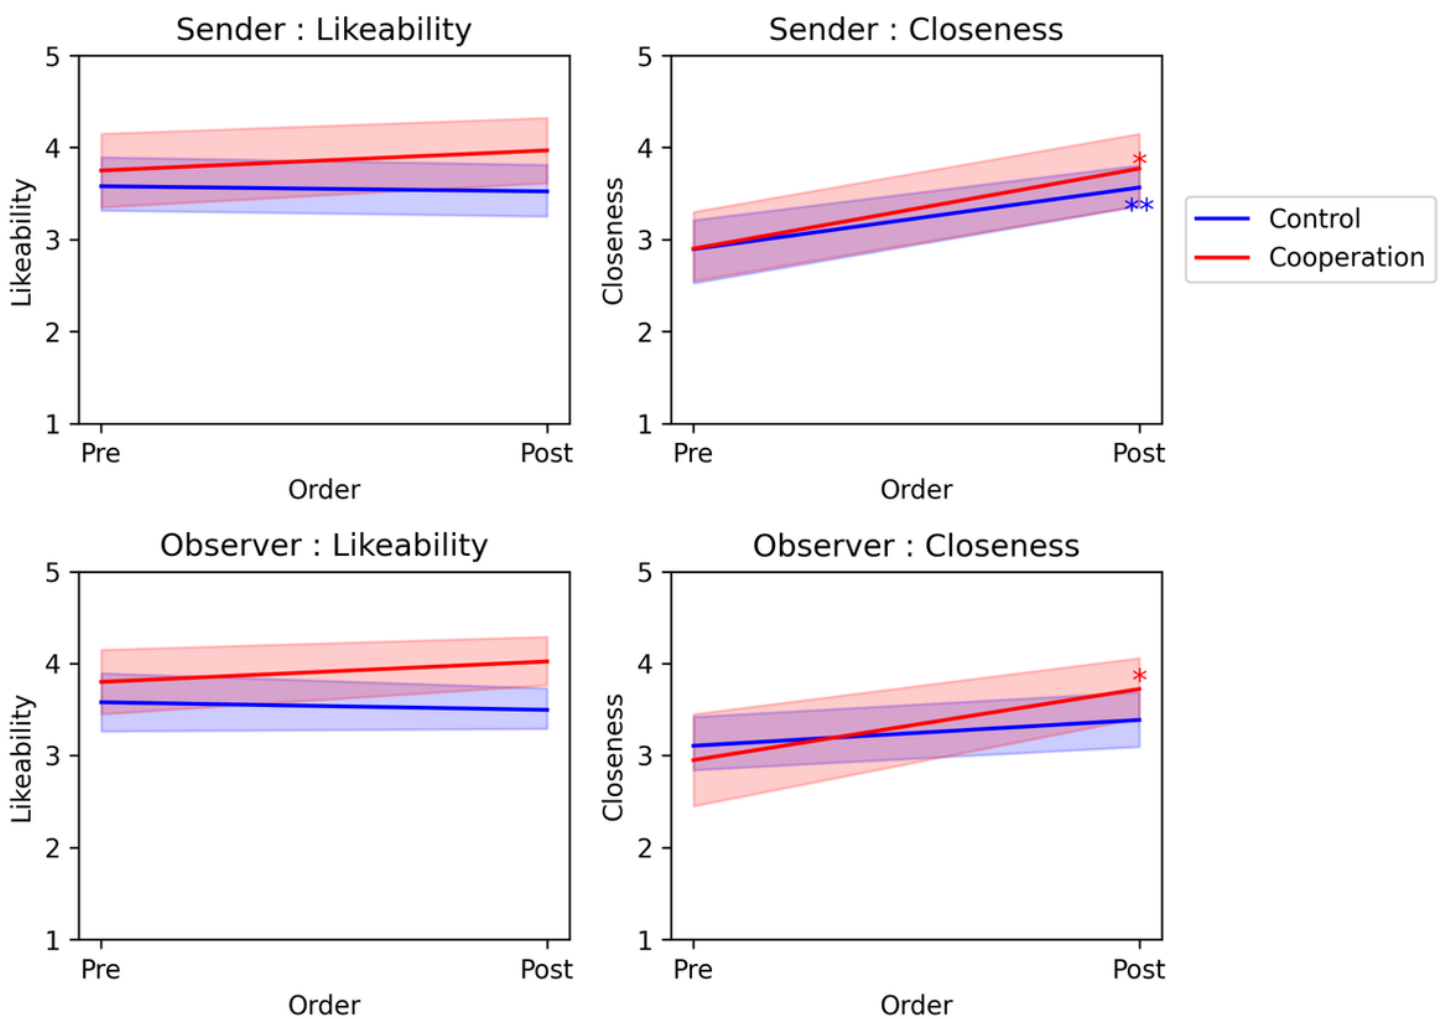 Sender : Likeability
5
4
3
2
1
Likeability
Pre
Post
Order
Sender : Closeness
5
4
3
2
1
Closeness
*
**
Pre
Post
Order
Control
Cooperation
Observer : Likeability
5
4
3
2
1
Likeability
Pre
Post
Order
Observer : Closeness
5
4
3
2
1
Closeness
*
Pre
Post
Order